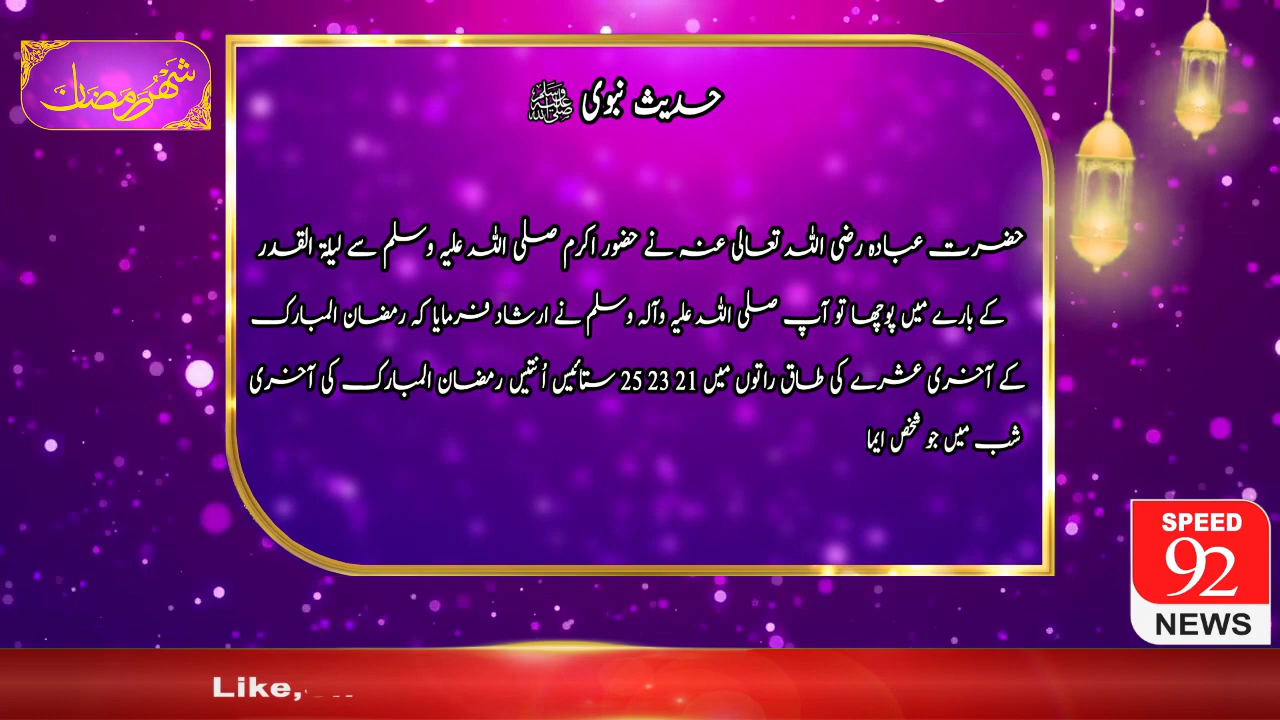 شهر رمضان
حدیث نبوی ﷺ
حضرت عبادہ رضی اللہ تعالی عنہ نے حضور اکرم صلی اللہ علیہ وسلم سے لیلۃ القدر
کے بارے میں پوچھا تو آپ صلی اللہ علیہ وآلہ وسلم نے ارشاد فرمایا کہ رمضان المبارک
کے آخری عشرے کی طاق راتوں میں 21 23 25 ستائیں اُنتیں رمضان المبارک کی آخری
شب میں جو شخص ایما
SPEED
92
NEWS
Like,